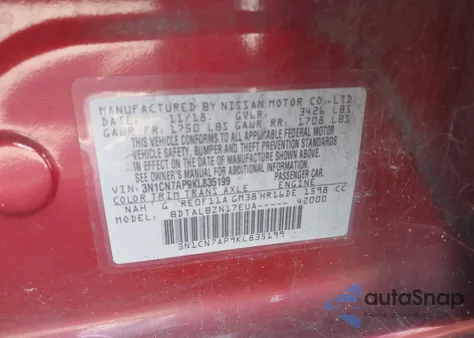 MANUFACTURED BY NISSAN MOTOR CO., LTD.
DATE: 11/18 GVWR: 3426 LBS
GAWR FR: 1750 LBS GAWR RR: 1708 LBS
THIS VEHICLE CONFORMS TO ALL APPLICABLE FEDERAL MOTOR
VEHICLE SAFETY, BUMPER, AND THEFT PREVENTION STANDARDS
IN EFFECT ON THE DATE OF MANUFACTURE SHOWN ABOVE.
SEE OWNER'S MANUAL FOR ADDITIONAL INFORMATION.
VIN: 3N1CN7AP9KL835199 PASSENGER CAR
COLOR TRIM TRANS AXLE ENGINE
NAH G RE0F11A GM38 HR16DE 1598 CC
MODEL: BDTALBZN17EUA----- 42000
3N1CN7AP9KL835199
autoSnap